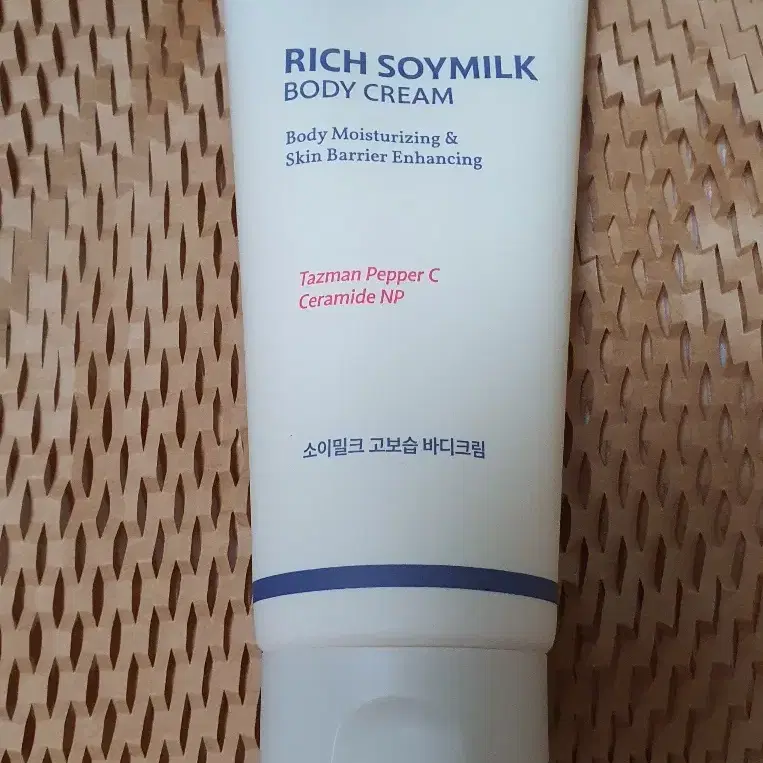 RICH SOYMILK
BODY CREAM
Body Moisturizing &
Skin Barrier Enhancing
Tazman Pepper C
Ceramide NP
소이밀크 고보습 바디크림